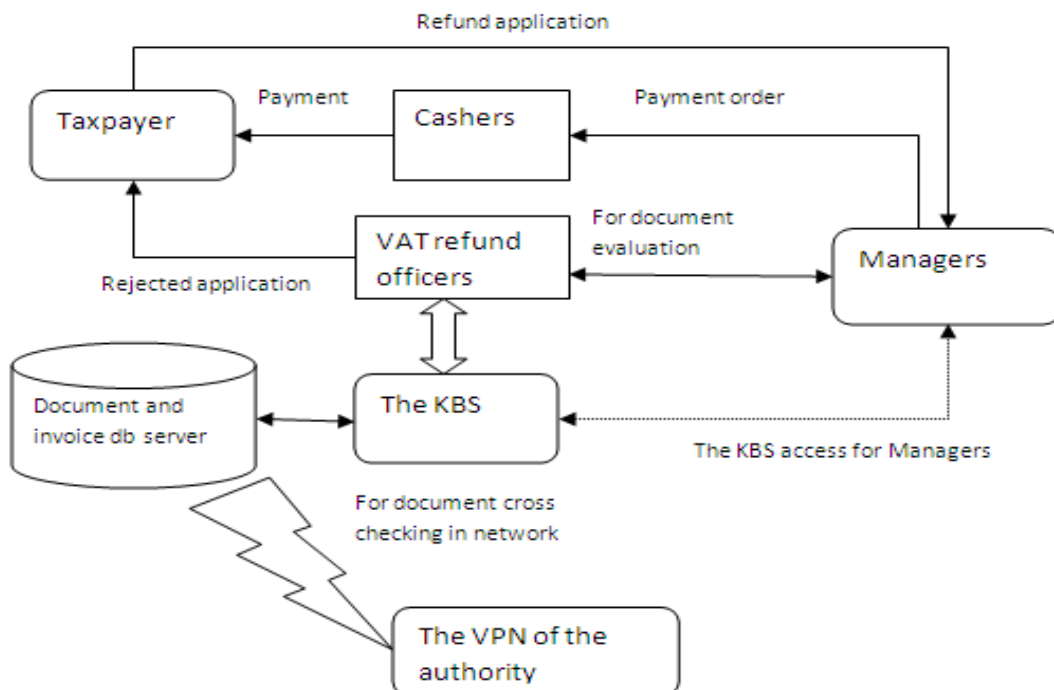 Refund application
Payment
Payment order
Taxpayer
Cashers
For document
evaluation
VAT refund
officers
Managers
Rejected application
Document and
invoice db server
The KBS
The KBS access for Managers
For document cross
checking in network
The VPN of the
authority